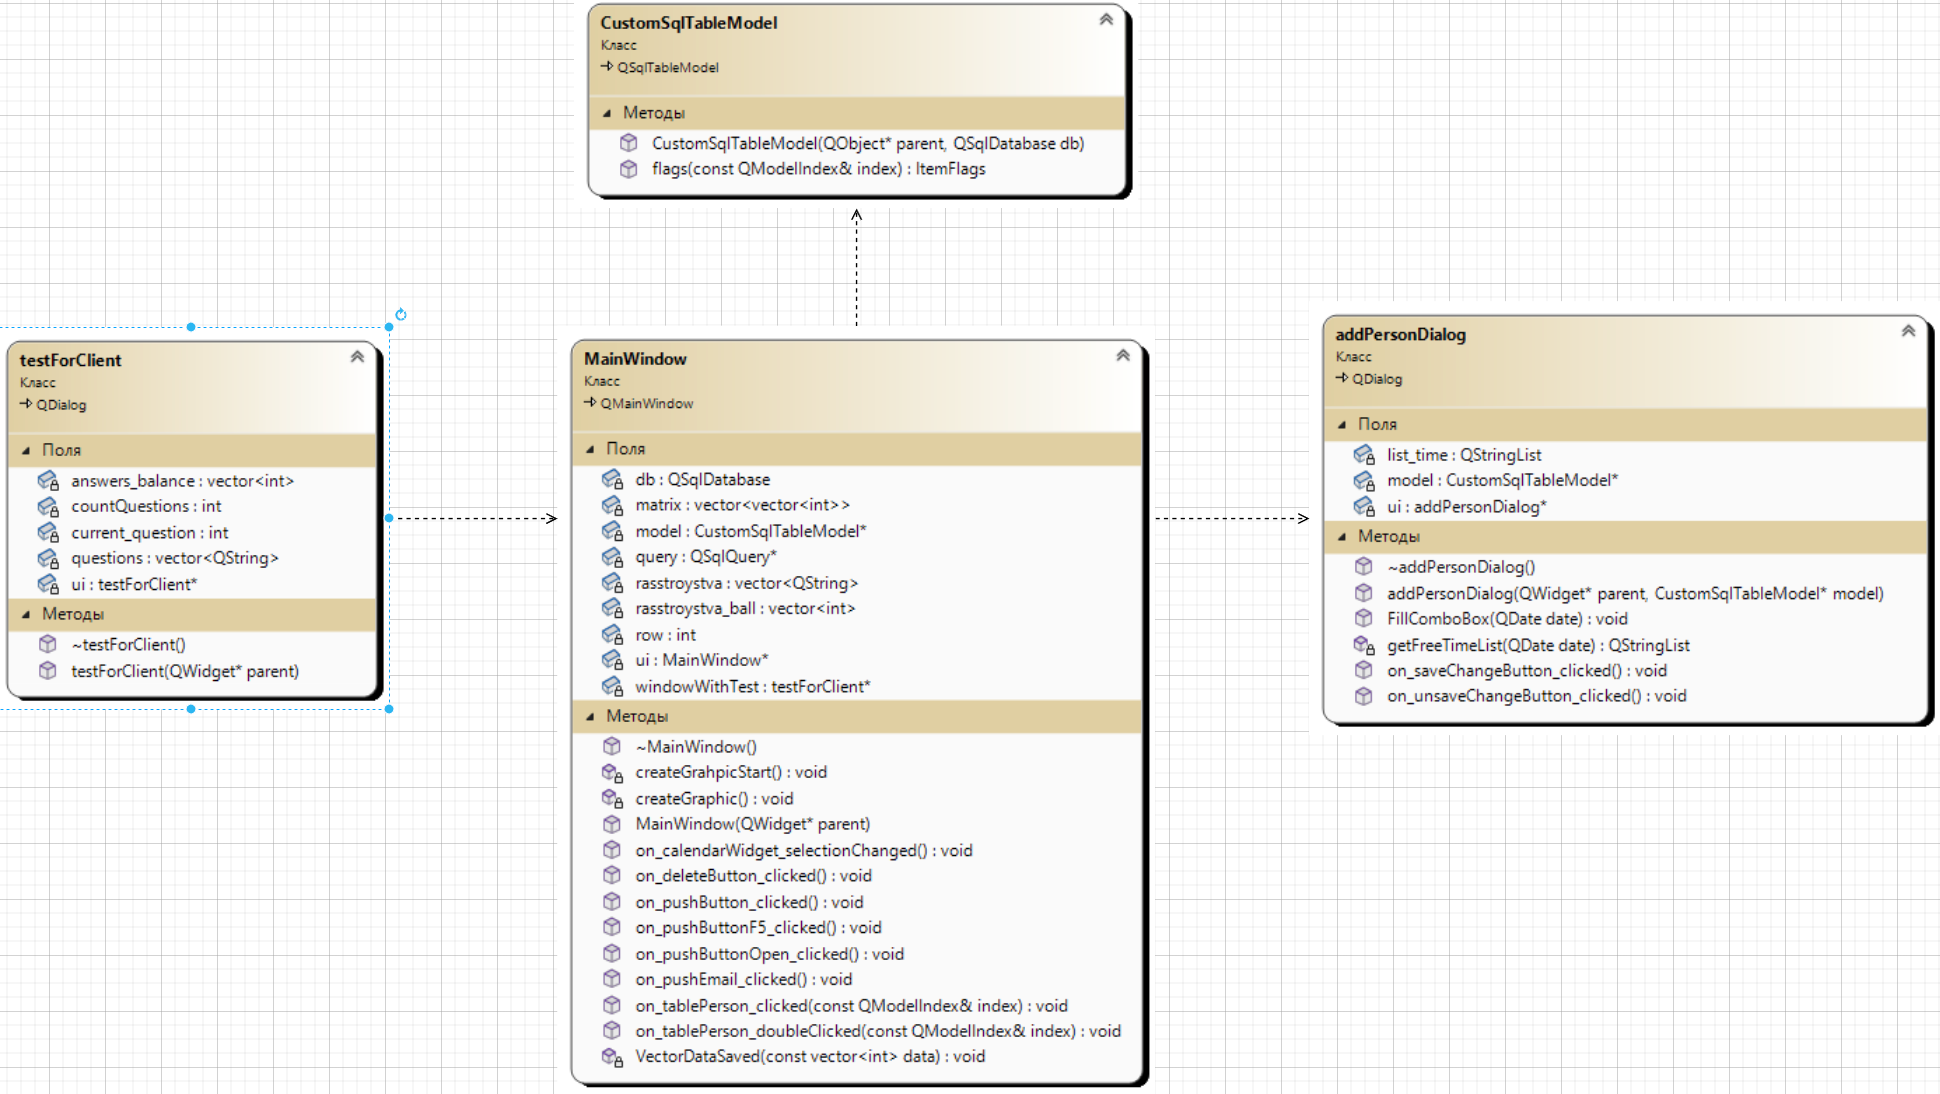 CustomSqlTableModel
Класс
QSqlTableModel
Методы
CustomSqlTableModel(QObject* parent, QSqlDatabase db)
flags(const QModelIndex& index) : ItemFlags
testForClient
Класс
QDialog
Поля
answers_balance : vector<int>
countQuestions : int
current_question : int
questions : vector<QString>
ui : testForClient*
Методы
~testForClient()
testForClient(QWidget* parent)
MainWindow
Класс
QMainWindow
Поля
db : QSqlDatabase
matrix : vector<vector<int>>
model : CustomSqlTableModel*
query : QSqlQuery*
rasstroystva : vector<QString>
rasstroystva_ball : vector<int>
row : int
ui : MainWindow*
windowWithTest : testForClient*
Методы
~MainWindow()
createGrahpicStart() : void
createGraphic() : void
MainWindow(QWidget* parent)
on_calendarWidget_selectionChanged() : void
on_deleteButton_clicked() : void
on_pushButton_clicked() : void
on_pushButtonF5_clicked() : void
on_pushButtonOpen_clicked() : void
on_pushEmail_clicked() : void
on_tablePerson_clicked(const QModelIndex& index) : void
on_tablePerson_doubleClicked(const QModelIndex& index) : void
VectorDataSaved(const vector<int> data) : void
addPersonDialog
Класс
QDialog
Поля
list_time : QStringList
model : CustomSqlTableModel*
ui : addPersonDialog*
Методы
~addPersonDialog()
addPersonDialog(QWidget* parent, CustomSqlTableModel* model)
FillComboBox(QDate date) : void
getFreeTimeList(QDate date) : QStringList
on_saveChangeButton_clicked() : void
on_unsaveChangeButton_clicked() : void